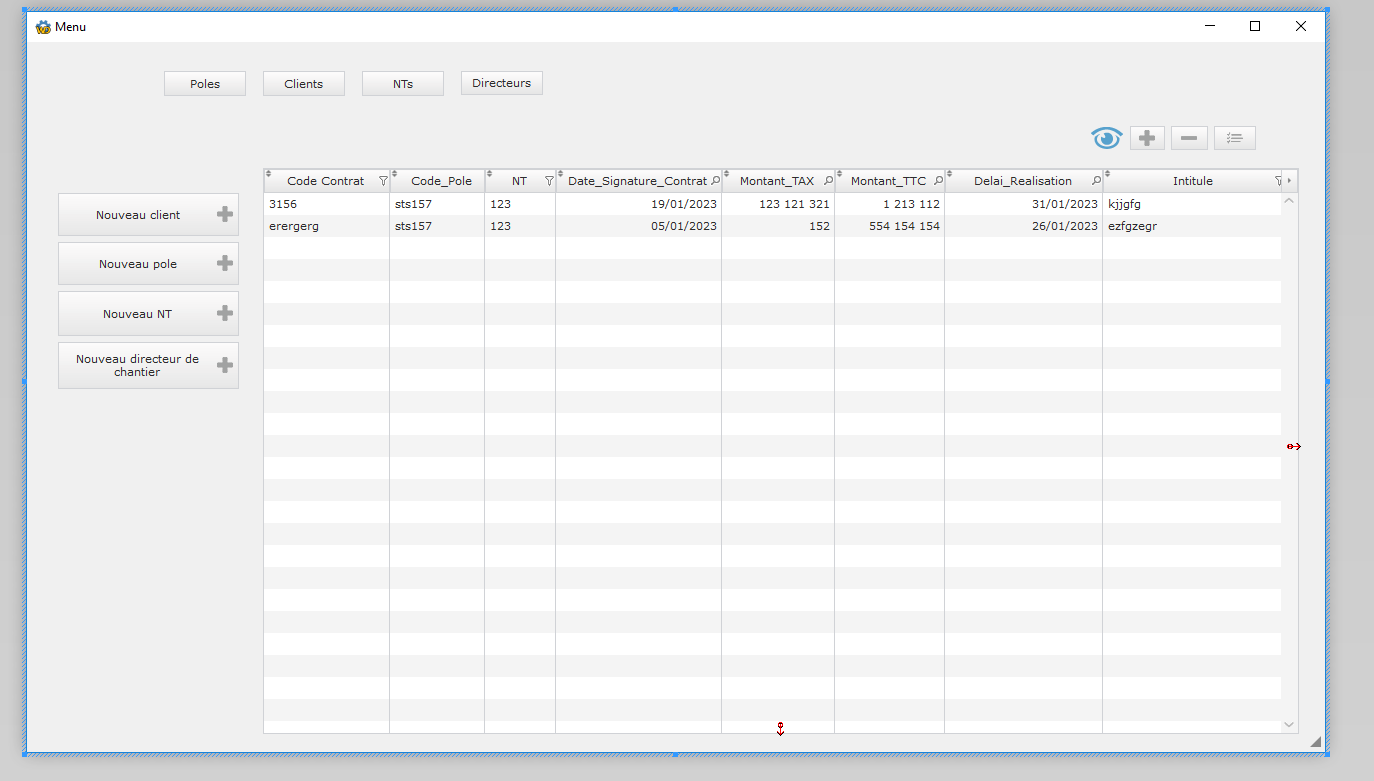 Menu
Poles Clients NTs Directeurs
Code Contrat Code_Pole NT Date_Signature_Contrat Montant_TAX Montant_TTC Delai_Realisation Intitule
3156 sts157 123 19/01/2023 123 121 321 1 213 112 31/01/2023 kjjgfg
erergerg sts157 123 05/01/2023 152 554 154 154 26/01/2023 ezfgzegr
Nouveau client
Nouveau pole
Nouveau NT
Nouveau directeur de
chantier